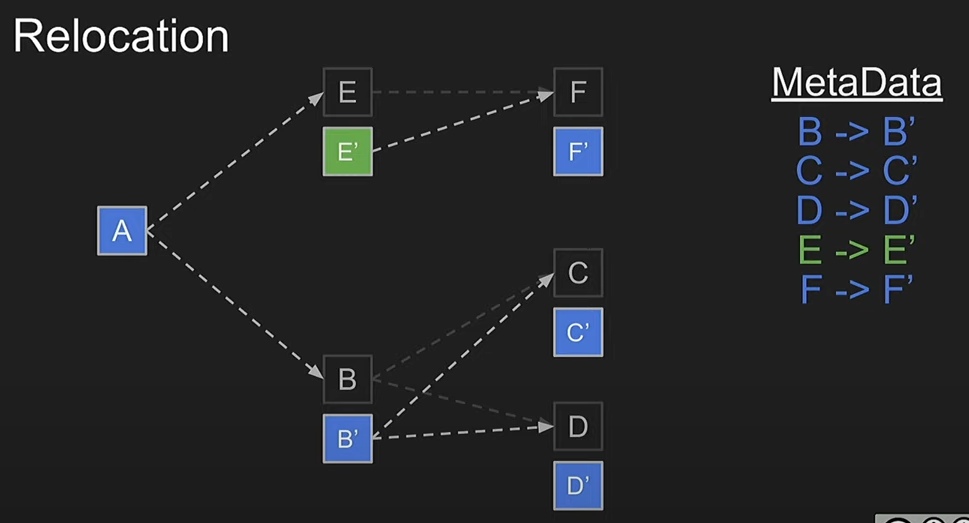 Relocation
E
F
MetaData
E'
F'
B -> B'
C -> C'
D -> D'
A
E -> E'
F -> F'
C
C'
B
B'
D
D'